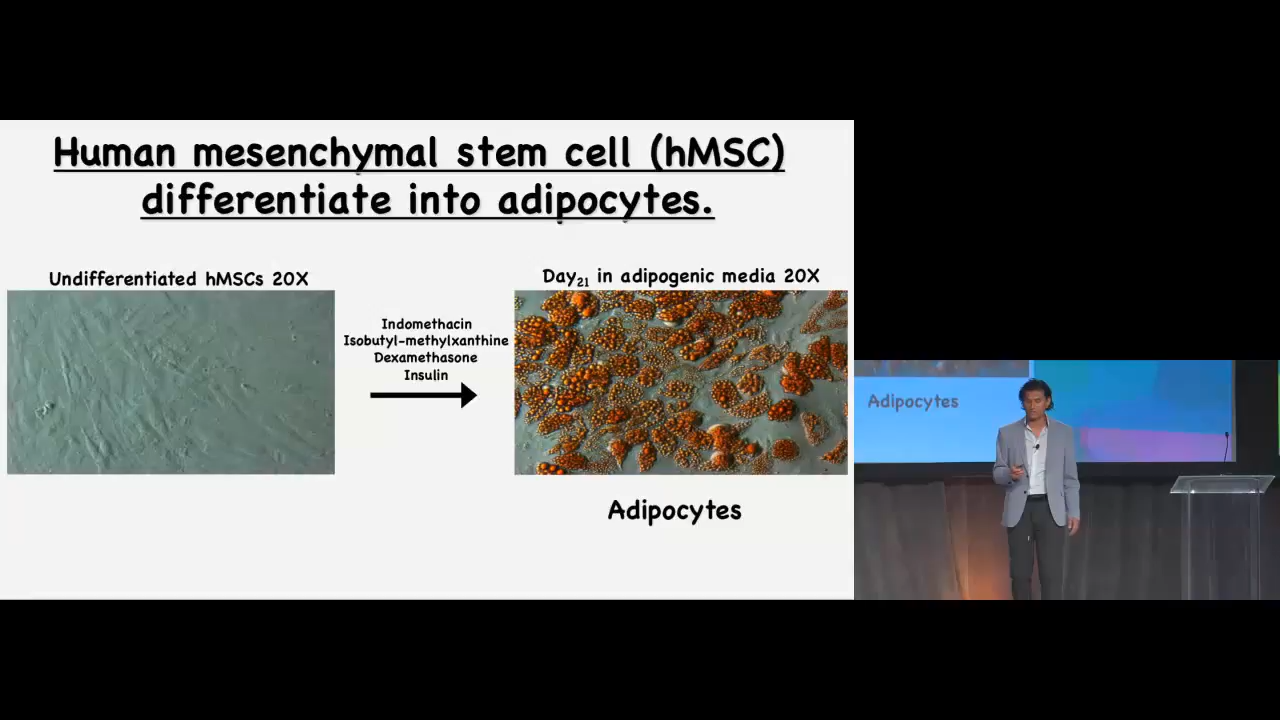 Human mesenchymal stem cell (hMSC)
differentiate into adipocytes.
Undifferentiated hMSCs 20X
Indomethacin
Isobutyl-methylxanthine
Dexamethasone
Insulin
Day₂₁ in adipogenic media 20X
Adipocytes
Adipocytes